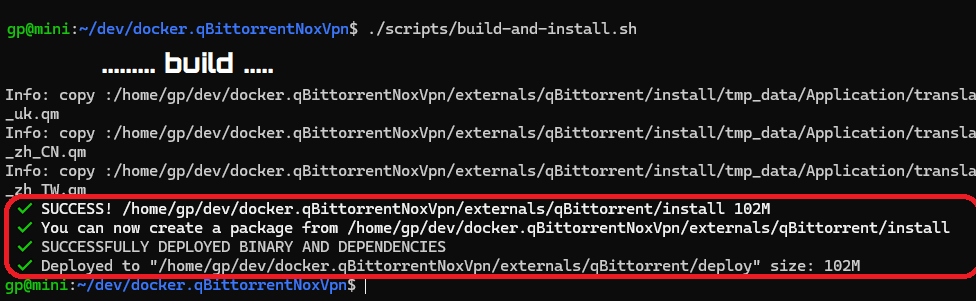 gp@mini:~/dev/docker.qBittorrentNoxVpn$ ./scripts/build-and-install.sh
......... build .....
Info: copy :/home/gp/dev/docker.qBittorrentNoxVpn/externals/qBittorrent/install/tmp_data/Application/transla
_uk.qm
Info: copy :/home/gp/dev/docker.qBittorrentNoxVpn/externals/qBittorrent/install/tmp_data/Application/transla
_zh_CN.qm
Info: copy :/home/gp/dev/docker.qBittorrentNoxVpn/externals/qBittorrent/install/tmp_data/Application/transla
_zh_TW.qm
✓ SUCCESS! /home/gp/dev/docker.qBittorrentNoxVpn/externals/qBittorrent/install 102M
✓ You can now create a package from /home/gp/dev/docker.qBittorrentNoxVpn/externals/qBittorrent/install
✓ SUCCESSFULLY DEPLOYED BINARY AND DEPENDENCIES
✓ Deployed to "/home/gp/dev/docker.qBittorrentNoxVpn/externals/qBittorrent/deploy" size: 102M
gp@mini:~/dev/docker.qBittorrentNoxVpn$